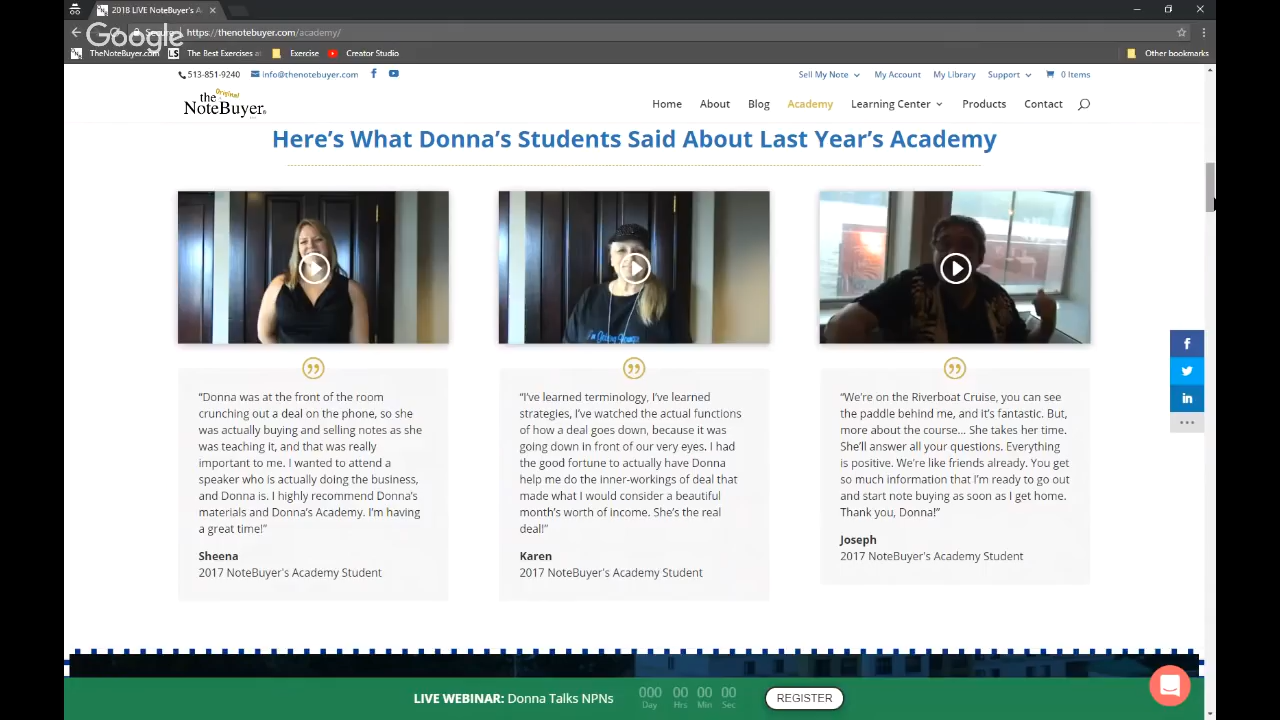 2018 LIVE NoteBuyer's A
Google
https://thenotebuyer.com/academy/
TheNoteBuyer.com
The Best Exercises
Exercise
Creator Studio
Other bookmarks
513-851-9240 info@thenotebuyer.com
Sell My Note My Account My Library Support 0 Items
the Original
NoteBuyer
Home About Blog Academy Learning Center Products Contact
Here's What Donna's Students Said About Last Year's Academy
I'm Getting Stronger
"Donna was at the front of the room
crunching out a deal on the phone, so she
was actually buying and selling notes as she
was teaching it, and that was really
important to me. I wanted to attend a
speaker who is actually doing the business,
and Donna is. I highly recommend Donna's
materials and Donna's Academy. I'm having
a great time!"
Sheena
2017 NoteBuyer's Academy Student
"I've learned terminology, I've learned
strategies, I've watched the actual functions
of how a deal goes down, because it was
going down in front of our very eyes. I had
the good fortune to actually have Donna
help me do the inner-workings of deal that
made what I would consider a beautiful
month's worth of income. She's the real
deal!"
Karen
2017 NoteBuyer's Academy Student
"We're on the Riverboat Cruise, you can see
the paddle behind me, and it's fantastic. But,
more about the course... She takes her time.
She'll answer all your questions. Everything
is positive. We're like friends already. You get
so much information that I'm ready to go out
and start note buying as soon as I get home.
Thank you, Donna!"
Joseph
2017 NoteBuyer's Academy Student
LIVE WEBINAR: Donna Talks NPNs
000 00 00 00
Day Hrs Min Sec
REGISTER